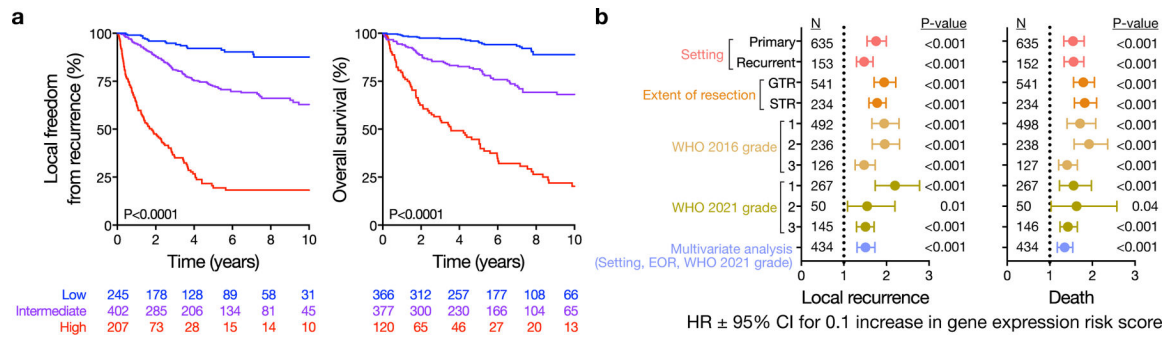 a
Local freedom
from recurrence (%)
100
75
50
25
0
P<0.0001
0 2 4 6 8 10
Time (years)
Overall survival (%)
100
75
50
25
0
P<0.0001
0 2 4 6 8 10
Time (years)
Low 245 178 128 89 58 31 366 312 257 177 108 66
Intermediate 402 285 206 134 81 45 377 300 230 166 104 65
High 207 73 28 15 14 10 120 65 46 27 20 13
b
N P-value N P-value
Setting
Primary 635 <0.001 635 <0.001
Recurrent 153 <0.001 152 <0.001
Extent of resection
GTR 541 <0.001 541 <0.001
STR 234 <0.001 234 <0.001
WHO 2016 grade
1 492 <0.001 498 <0.001
2 236 <0.001 238 <0.001
3 126 <0.001 127 <0.001
WHO 2021 grade
1 267 <0.001 267 <0.001
2 50 0.01 50 0.04
3 145 <0.001 146 <0.001
Multivariate analysis 434 <0.001 434 <0.001
(Setting, EOR, WHO 2021 grade)
0 1 2 3 0 1 2 3
Local recurrence Death
HR ± 95% CI for 0.1 increase in gene expression risk score